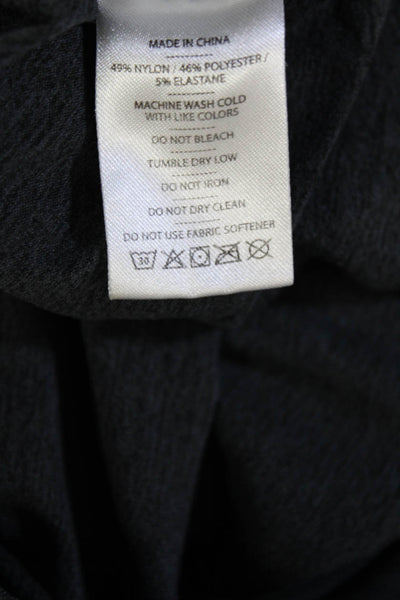 MADE IN CHINA
49% NYLON / 46% POLYESTER /
5% ELASTANE
MACHINE WASH COLD
WITH LIKE COLORS
DO NOT BLEACH
TUMBLE DRY LOW
DO NOT IRON
DO NOT DRY CLEAN
DO NOT USE FABRIC SOFTENER
30